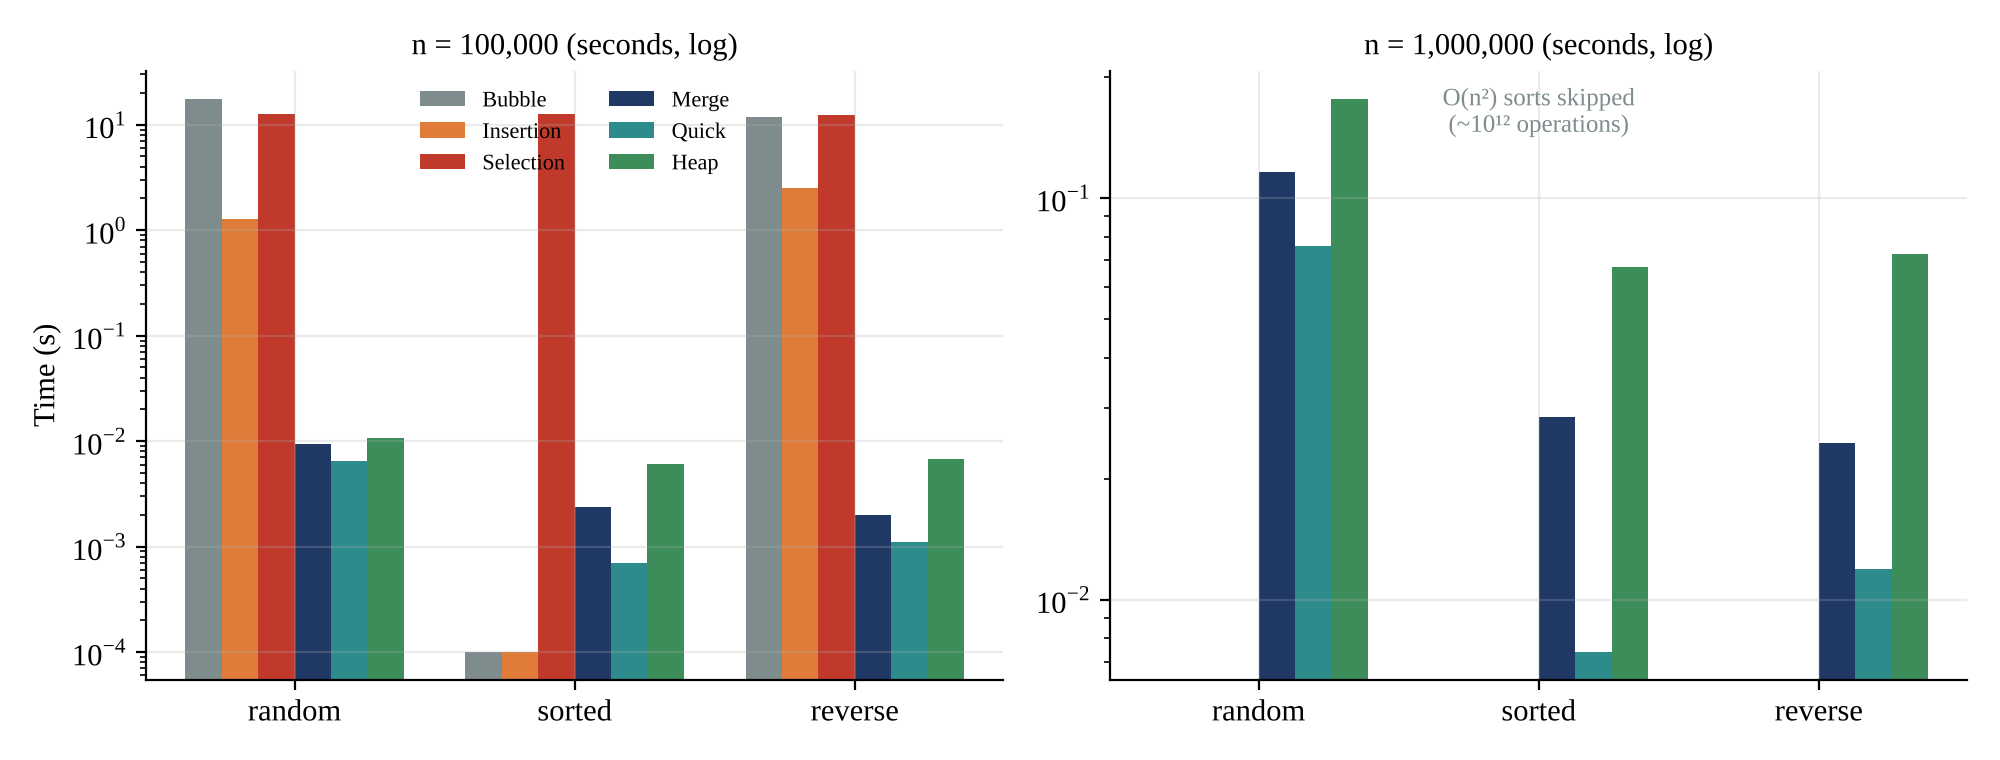 n = 100,000 (seconds, log)
Bubble
Insertion
Selection
Merge
Quick
Heap
Time (s)
10¹
10⁰
10⁻¹
10⁻²
10⁻³
10⁻⁴
random
sorted
reverse
n = 1,000,000 (seconds, log)
O(n²) sorts skipped
(~10¹² operations)
10⁻¹
10⁻²
random
sorted
reverse